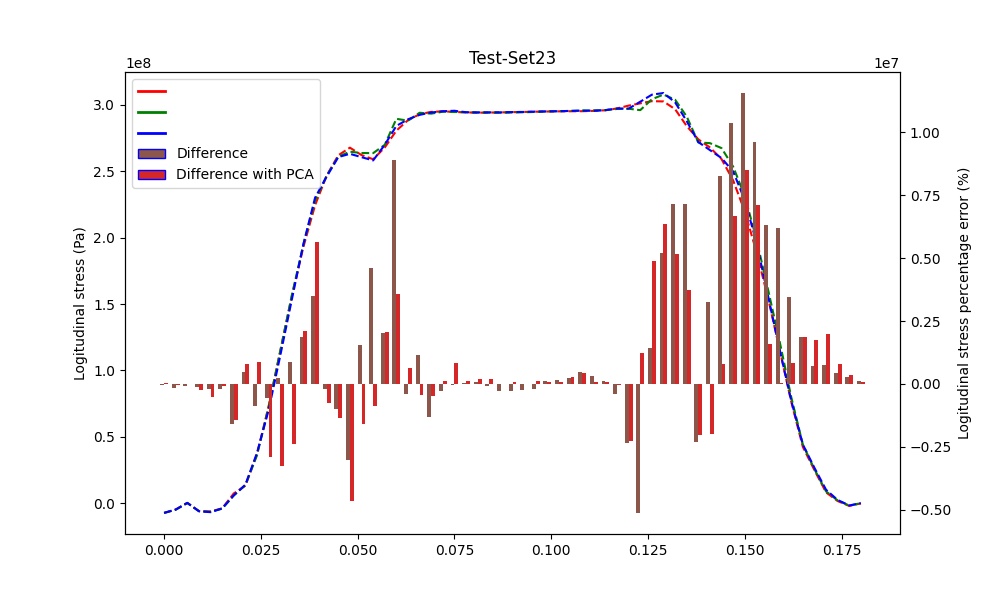 Test-Set23
1e8
1e7
Difference
Difference with PCA
Logitudinal stress (Pa)
3.0
2.5
2.0
1.5
1.0
0.5
0.0
1.00
0.75
0.50
0.25
0.00
−0.25
−0.50
Logitudinal stress percentage error (%)
0.000 0.025 0.050 0.075 0.100 0.125 0.150 0.175